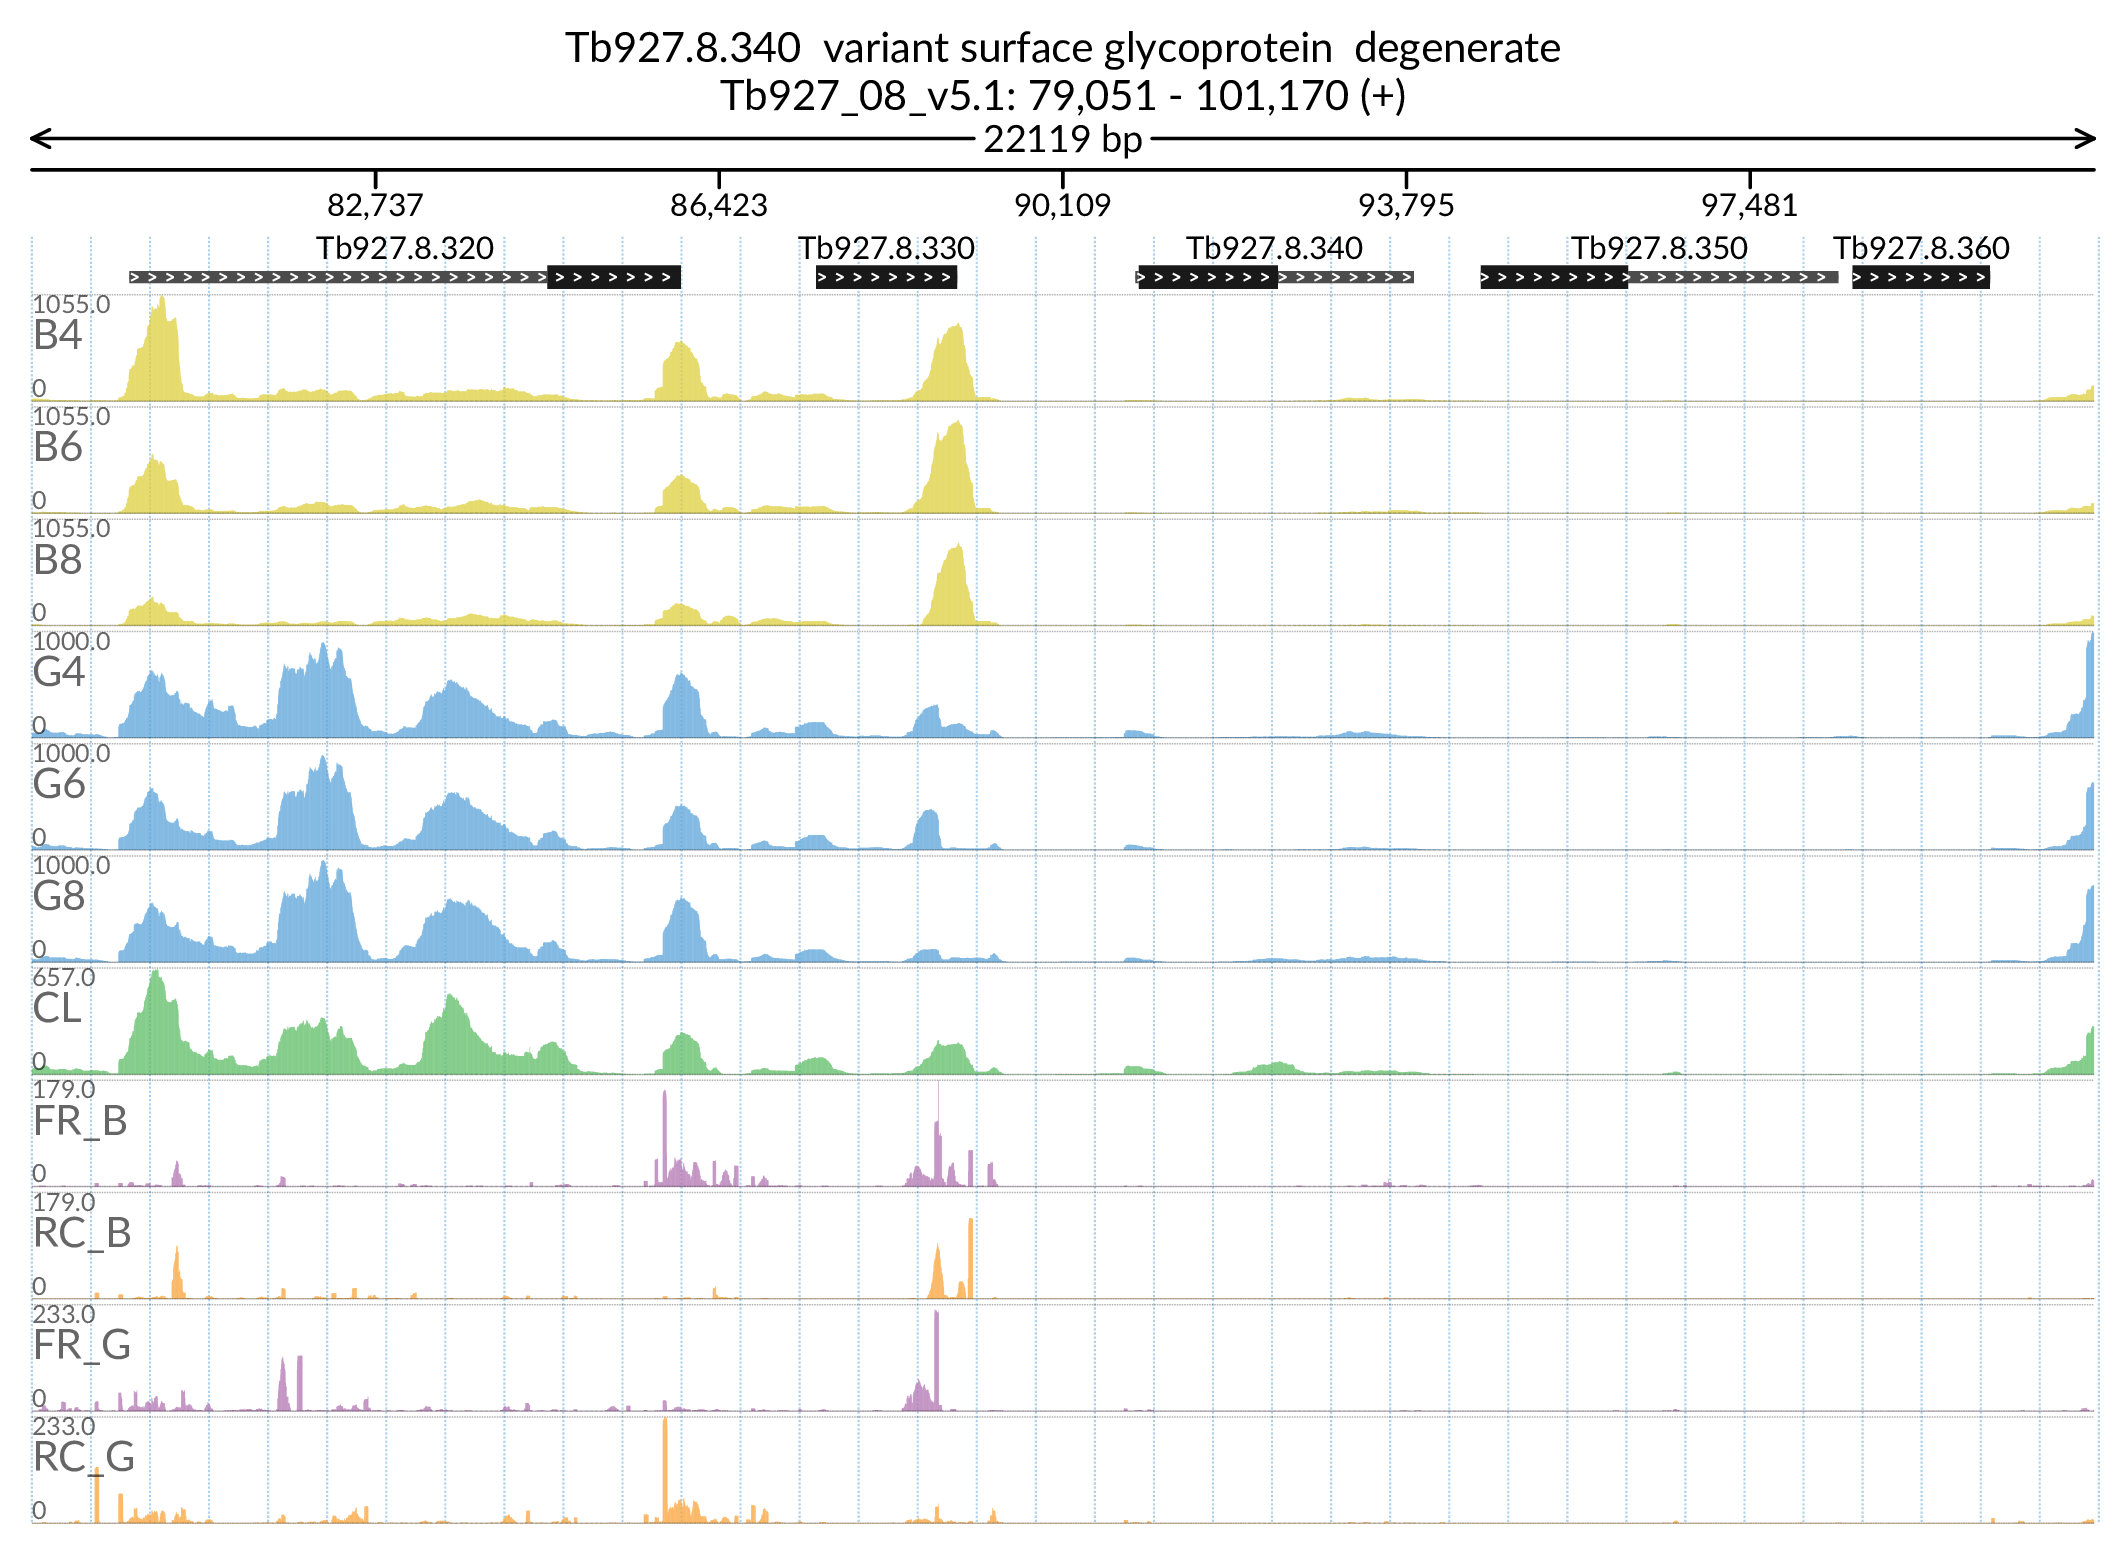 Tb927.8.340  variant surface glycoprotein  degenerate
Tb927_08_v5.1: 79,051 - 101,170 (+)
22119 bp
82,737 86,423 90,109 93,795 97,481
Tb927.8.320 Tb927.8.330 Tb927.8.340 Tb927.8.350 Tb927.8.360
1055.0
B4
0
1055.0
B6
0
1055.0
B8
0
1000.0
G4
0
1000.0
G6
0
1000.0
G8
0
657.0
CL
0
179.0
FR_B
0
179.0
RC_B
0
233.0
FR_G
0
233.0
RC_G
0